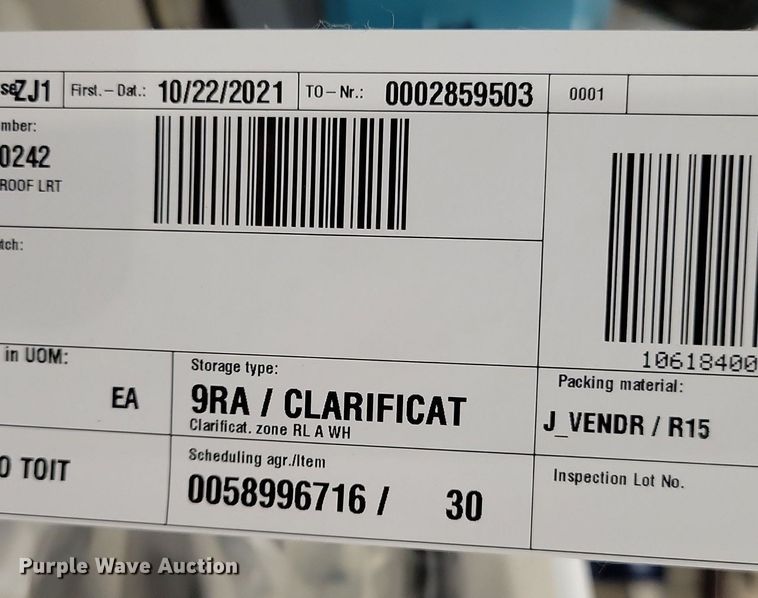 ZJ1 First.-Dat.: 10/22/2021 TO-Nr.: 0002859503 0001
mber:
0242
ROOF LRT
tch:
10618400
in UOM:
EA
Storage type:
9RA / CLARIFICAT
Clarificat. zone RL A WH
Packing material:
J_VENDR / R15
O TOIT
Scheduling agr./Item
0058996716 / 30
Inspection Lot No.
Purple Wave Auction